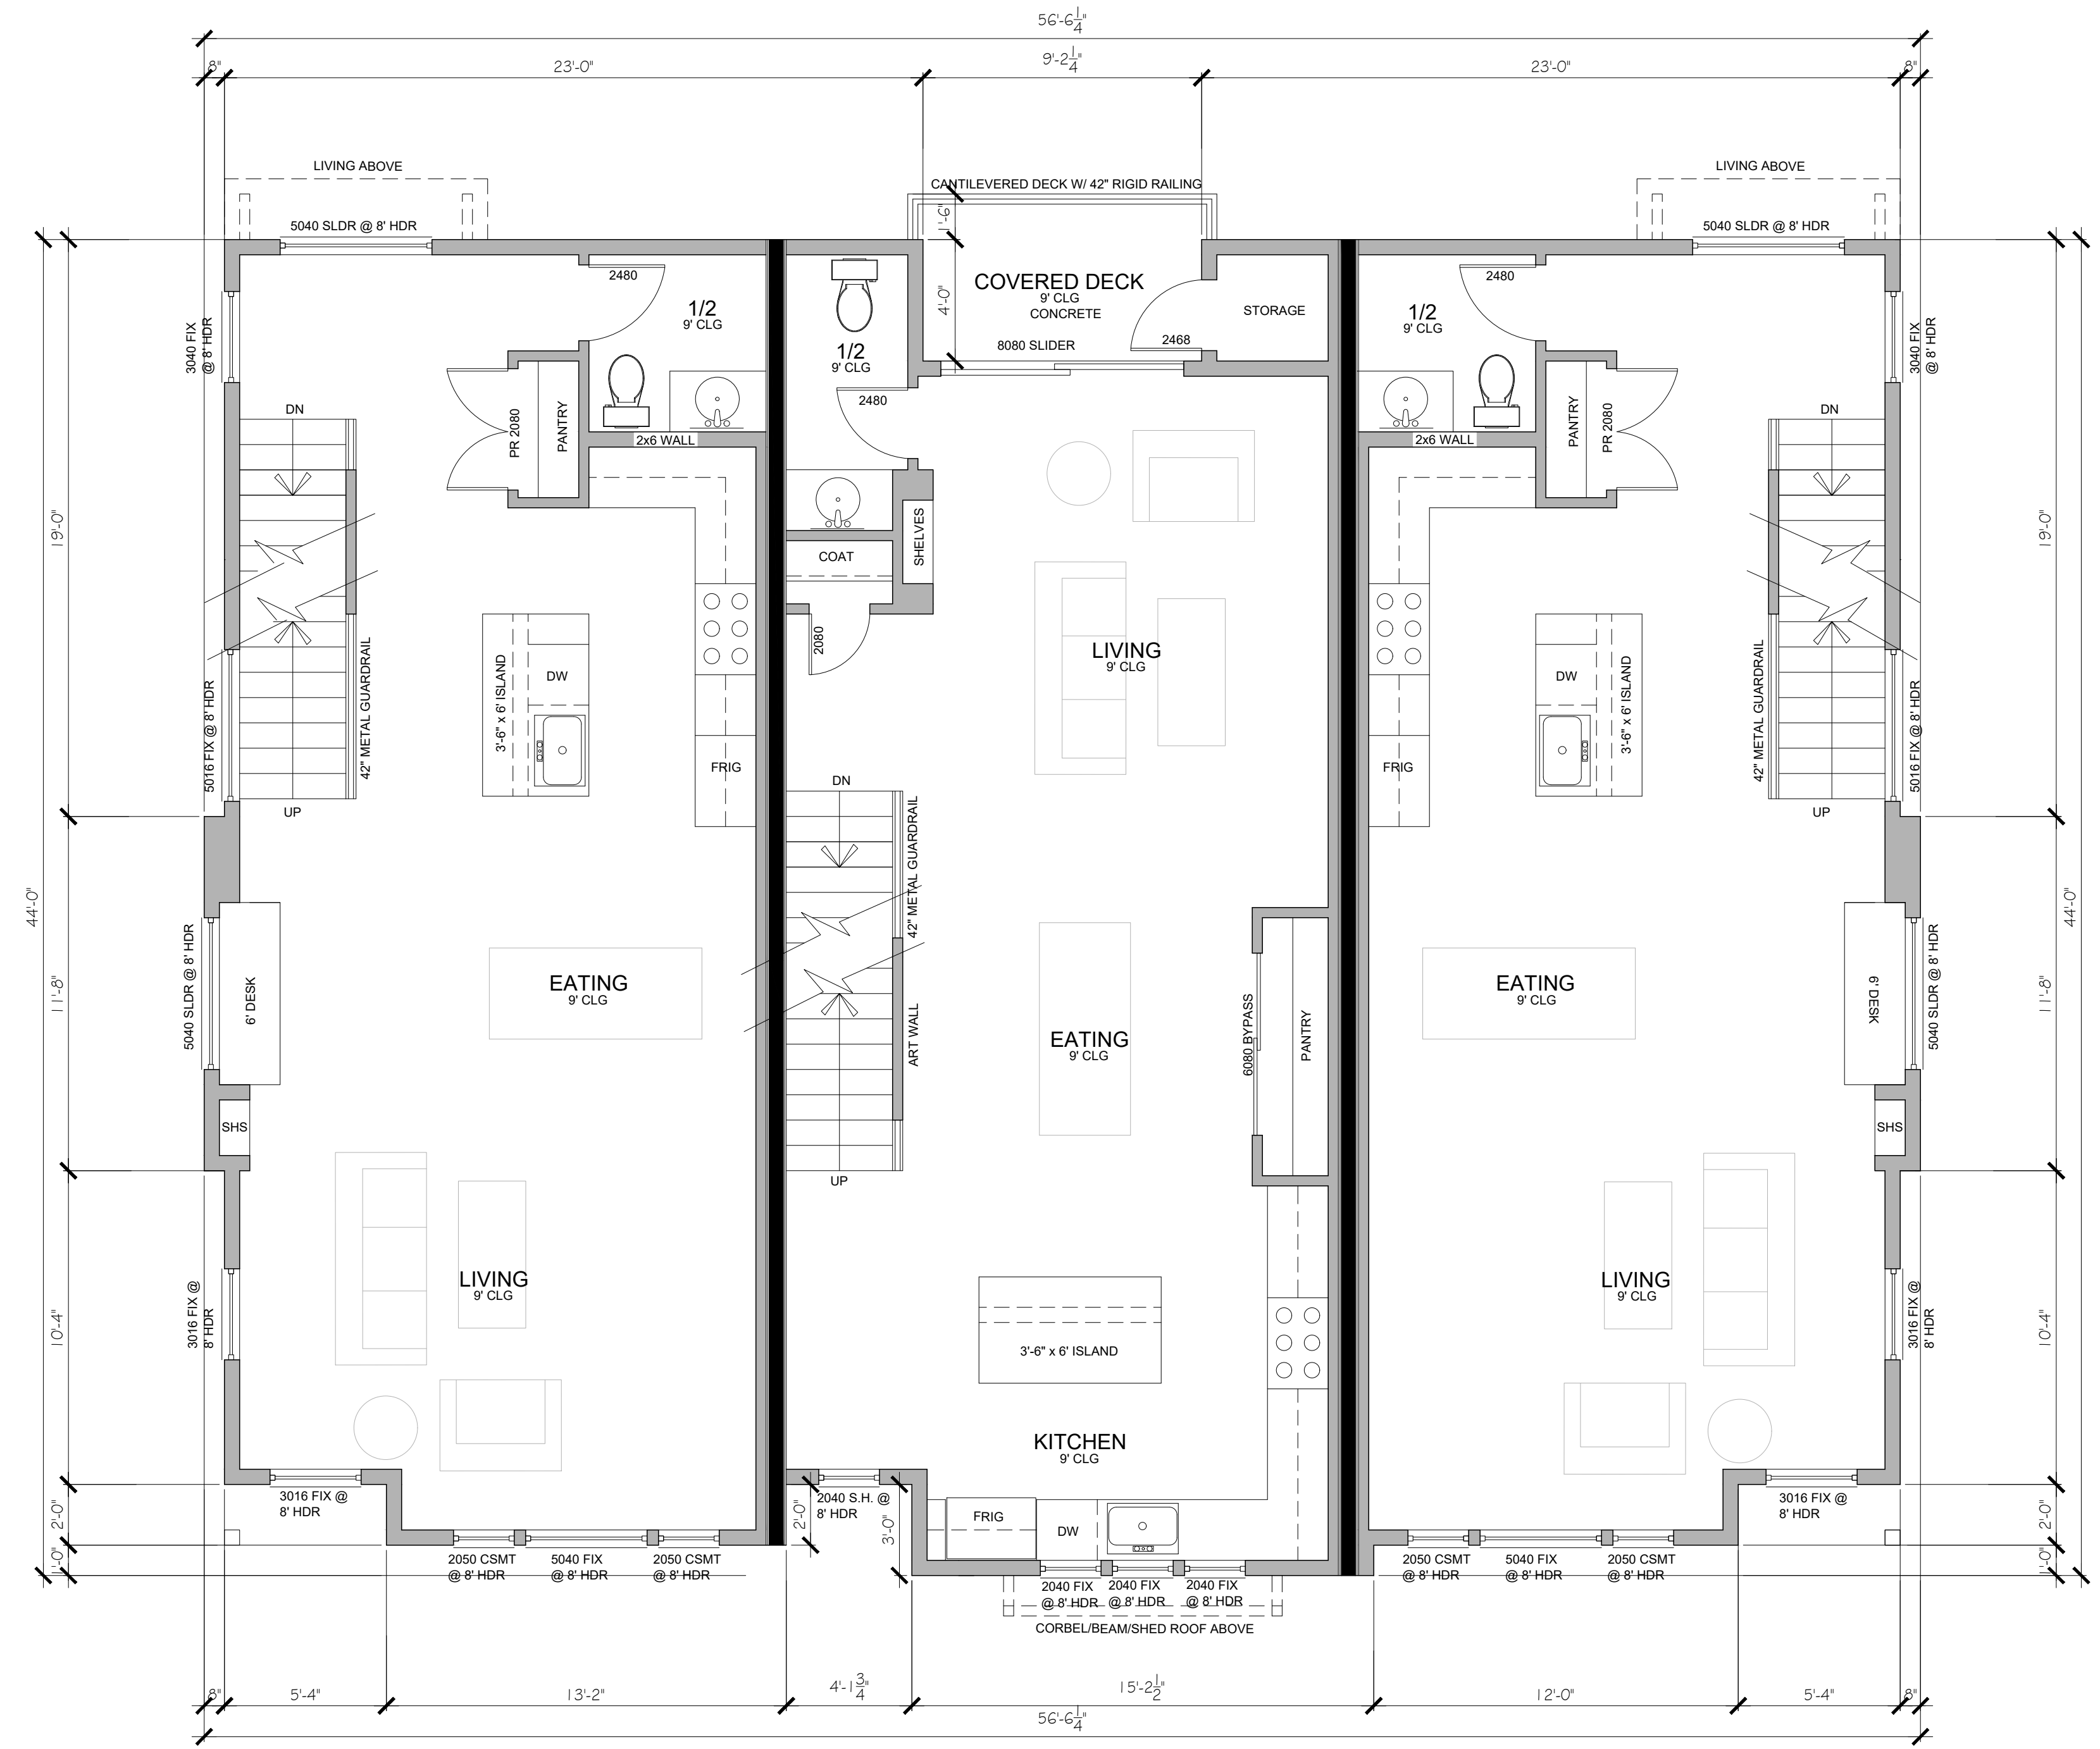 56'-6 1/4"
8"
23'-0"
9'-2 1/4"
23'-0"
8"
LIVING ABOVE
LIVING ABOVE
CANTILEVERED DECK W/ 42" RIGID RAILING
1'-6"
5040 SLDR @ 8' HDR
5040 SLDR @ 8' HDR
2480
COVERED DECK
9' CLG
CONCRETE
4'-0"
STORAGE
2480
1/2
9' CLG
1/2
9' CLG
1/2
9' CLG
3040 FIX
@ 8' HDR
3040 FIX
@ 8' HDR
8080 SLIDER
2468
2480
DN
DN
PR 2080
PANTRY
2x6 WALL
2x6 WALL
PANTRY
PR 2080
19'-0"
19'-0"
SHELVES
COAT
2080
LIVING
9' CLG
42" METAL GUARDRAIL
3'-6" x 6' ISLAND
DW
DW
3'-6" x 6' ISLAND
42" METAL GUARDRAIL
5016 FIX @ 8' HDR
5016 FIX @ 8' HDR
FRIG
FRIG
DN
UP
UP
42" METAL GUARDRAIL
44'-0"
44'-0"
11'-8"
11'-8"
5040 SLDR @ 8' HDR
6' DESK
EATING
9' CLG
EATING
9' CLG
6' DESK
5040 SLDR @ 8' HDR
ART WALL
EATING
9' CLG
6080 BYPASS
PANTRY
SHS
SHS
UP
LIVING
9' CLG
LIVING
9' CLG
3016 FIX @
8' HDR
3016 FIX @
8' HDR
10'-4"
10'-4"
3'-6" x 6' ISLAND
KITCHEN
9' CLG
3016 FIX @
8' HDR
2040 S.H. @
8' HDR
3016 FIX @
8' HDR
2'-0"
2'-0"
3'-0"
2'-0"
FRIG
DW
1'-0"
1'-0"
2050 CSMT
@ 8' HDR
5040 FIX
@ 8' HDR
2050 CSMT
@ 8' HDR
2040 FIX
@ 8' HDR
2040 FIX
@ 8' HDR
2040 FIX
@ 8' HDR
2050 CSMT
@ 8' HDR
5040 FIX
@ 8' HDR
2050 CSMT
@ 8' HDR
CORBEL/BEAM/SHED ROOF ABOVE
8"
5'-4"
13'-2"
4'-1 3/4"
15'-2 1/2"
12'-0"
5'-4"
8"
56'-6 1/4"